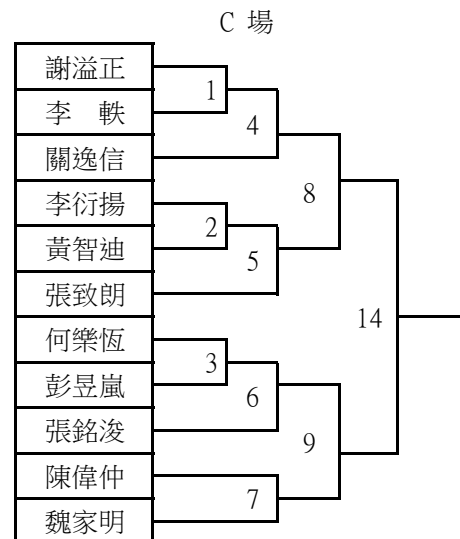 C 場
謝溢正
李 軼
關逸信
李衍揚
黃智迪
張致朗
何樂恆
彭昱嵐
張銘浚
陳偉仲
魏家明
1
4
8
2
5
14
3
6
9
7